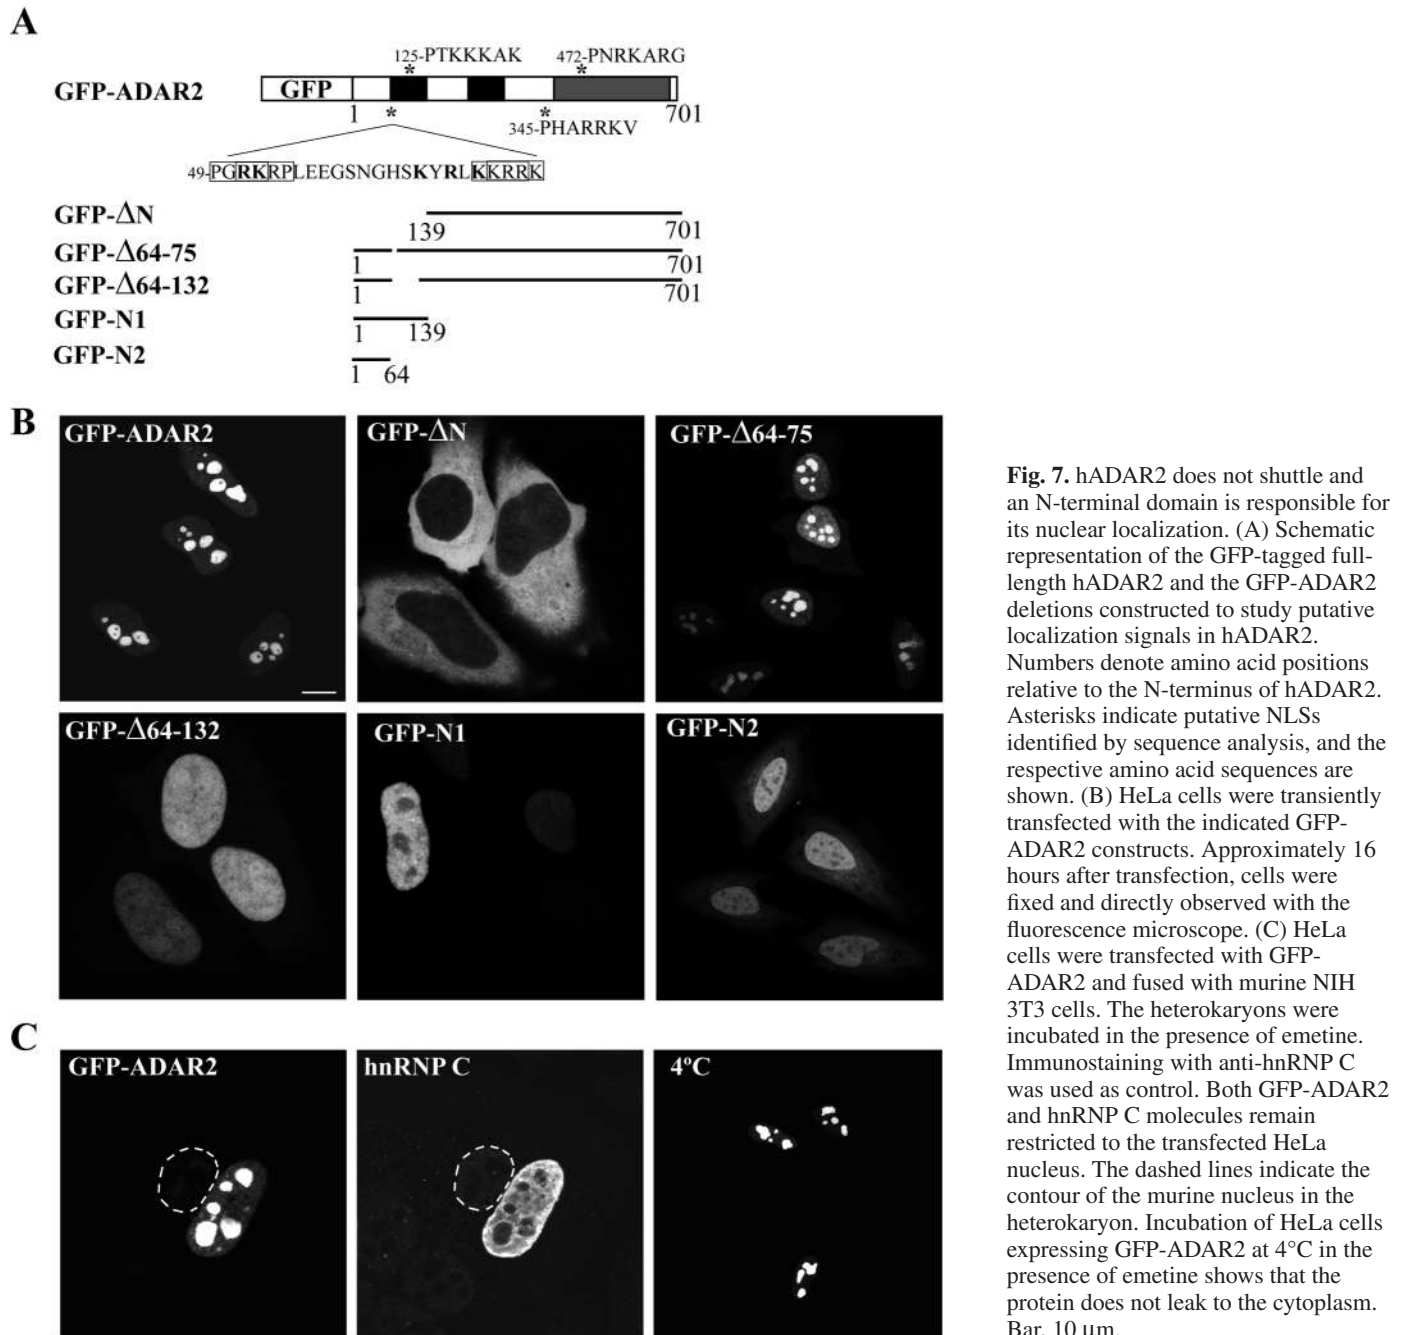 A
125-PTKKKAK
472-PNRKARG
*
*
GFP-ADAR2
GFP
1
*
*
701
345-PHARRKV
49-PGRKRPLEEGSNGHSKYRLKKRRK
GFP-ΔN
139
701
GFP-Δ64-75
1
701
GFP-Δ64-132
1
701
GFP-N1
1
139
GFP-N2
1
64
B
GFP-ADAR2
GFP-ΔN
GFP-Δ64-75
GFP-Δ64-132
GFP-N1
GFP-N2
C
GFP-ADAR2
hnRNP C
4ºC
Fig. 7. hADAR2 does not shuttle and
an N-terminal domain is responsible for
its nuclear localization. (A) Schematic
representation of the GFP-tagged full-
length hADAR2 and the GFP-ADAR2
deletions constructed to study putative
localization signals in hADAR2.
Numbers denote amino acid positions
relative to the N-terminus of hADAR2.
Asterisks indicate putative NLSs
identified by sequence analysis, and the
respective amino acid sequences are
shown. (B) HeLa cells were transiently
transfected with the indicated GFP-
ADAR2 constructs. Approximately 16
hours after transfection, cells were
fixed and directly observed with the
fluorescence microscope. (C) HeLa
cells were transfected with GFP-
ADAR2 and fused with murine NIH
3T3 cells. The heterokaryons were
incubated in the presence of emetine.
Immunostaining with anti-hnRNP C
was used as control. Both GFP-ADAR2
and hnRNP C molecules remain
restricted to the transfected HeLa
nucleus. The dashed lines indicate the
contour of the murine nucleus in the
heterokaryon. Incubation of HeLa cells
expressing GFP-ADAR2 at 4°C in the
presence of emetine shows that the
protein does not leak to the cytoplasm.
Bar, 10 μm.